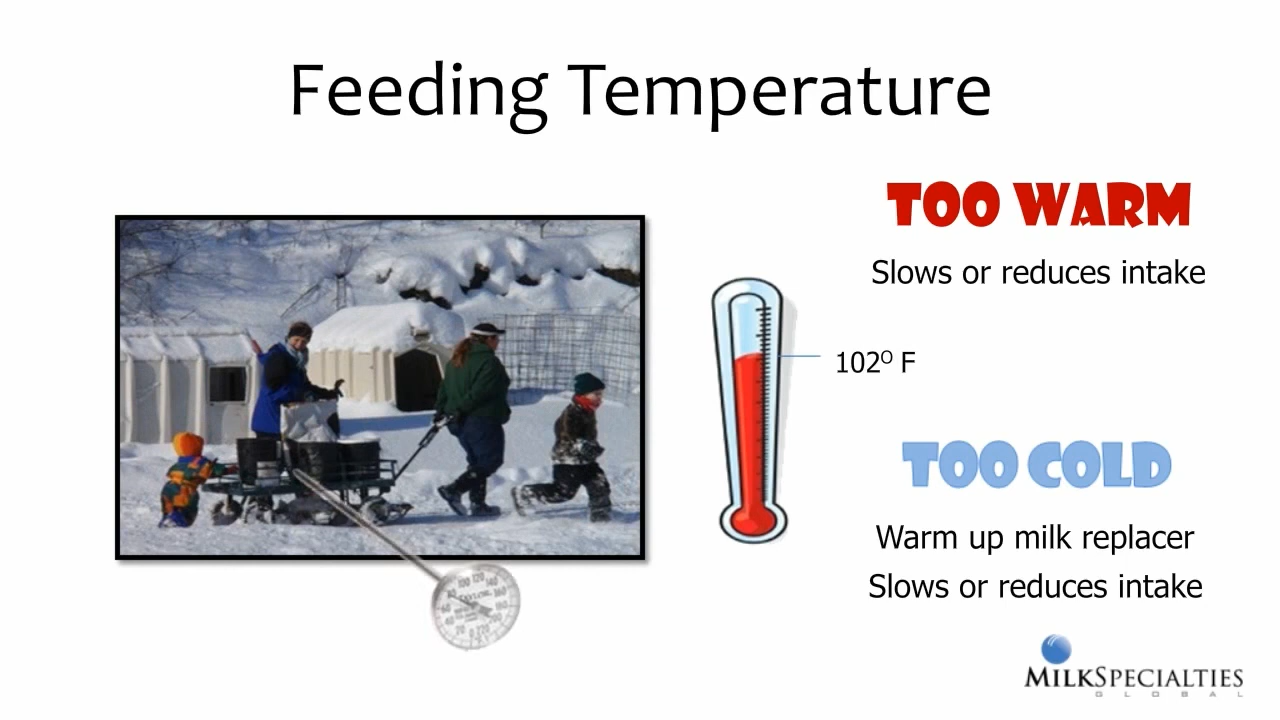 Feeding Temperature
TOO WARM
Slows or reduces intake
102° F
TOO COLD
Warm up milk replacer
Slows or reduces intake
MILKSPECIALTIES
GLOBAL